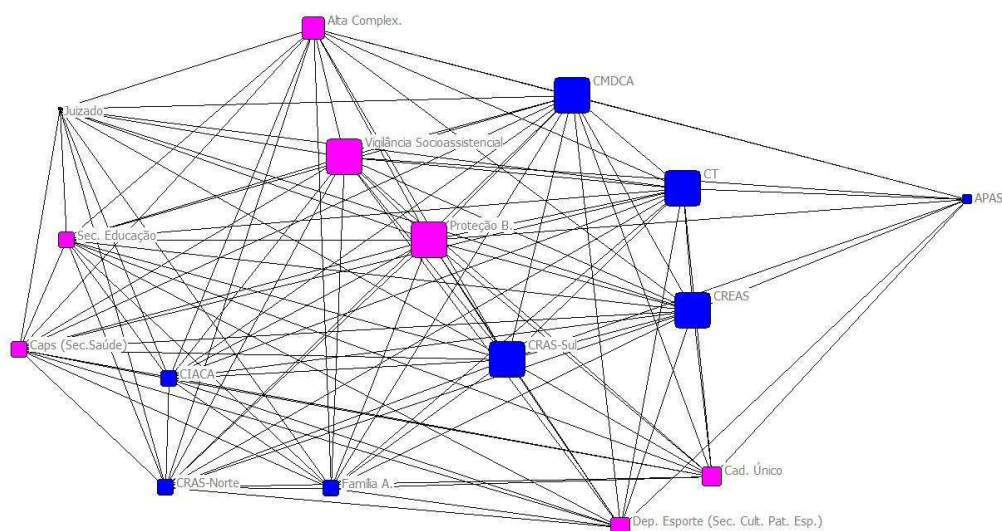 Alta Complex.
CMDCA
Juizado
Vigilância Socioassistencial
CT
APAS
Sec. Educação
Proteção B.
CREAS
Caps (Sec.Saúde)
CRAS-Sul
CIACA
Cad. Único
CRAS-Norte
Família A.
Dep. Esporte (Sec. Cult. Pat. Esp.)